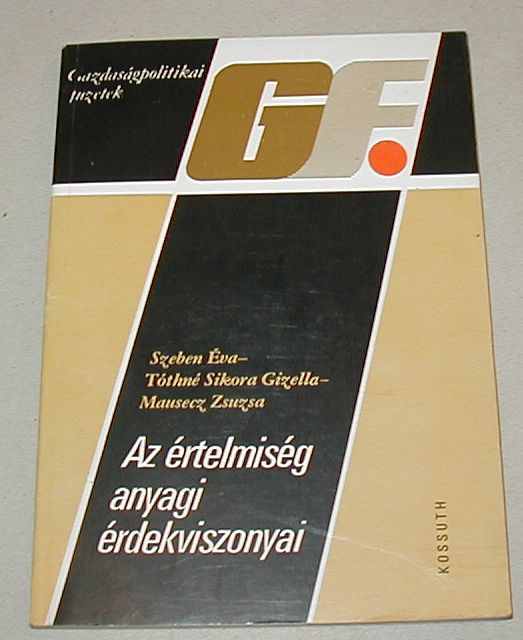 Gazdaságpolitikai
füzetek
GF.
Szeben Éva–
Tóthné Sikora Gizella–
Mausecz Zsuzsa
Az értelmiség
anyagi
érdekviszonyai
KOSSUTH